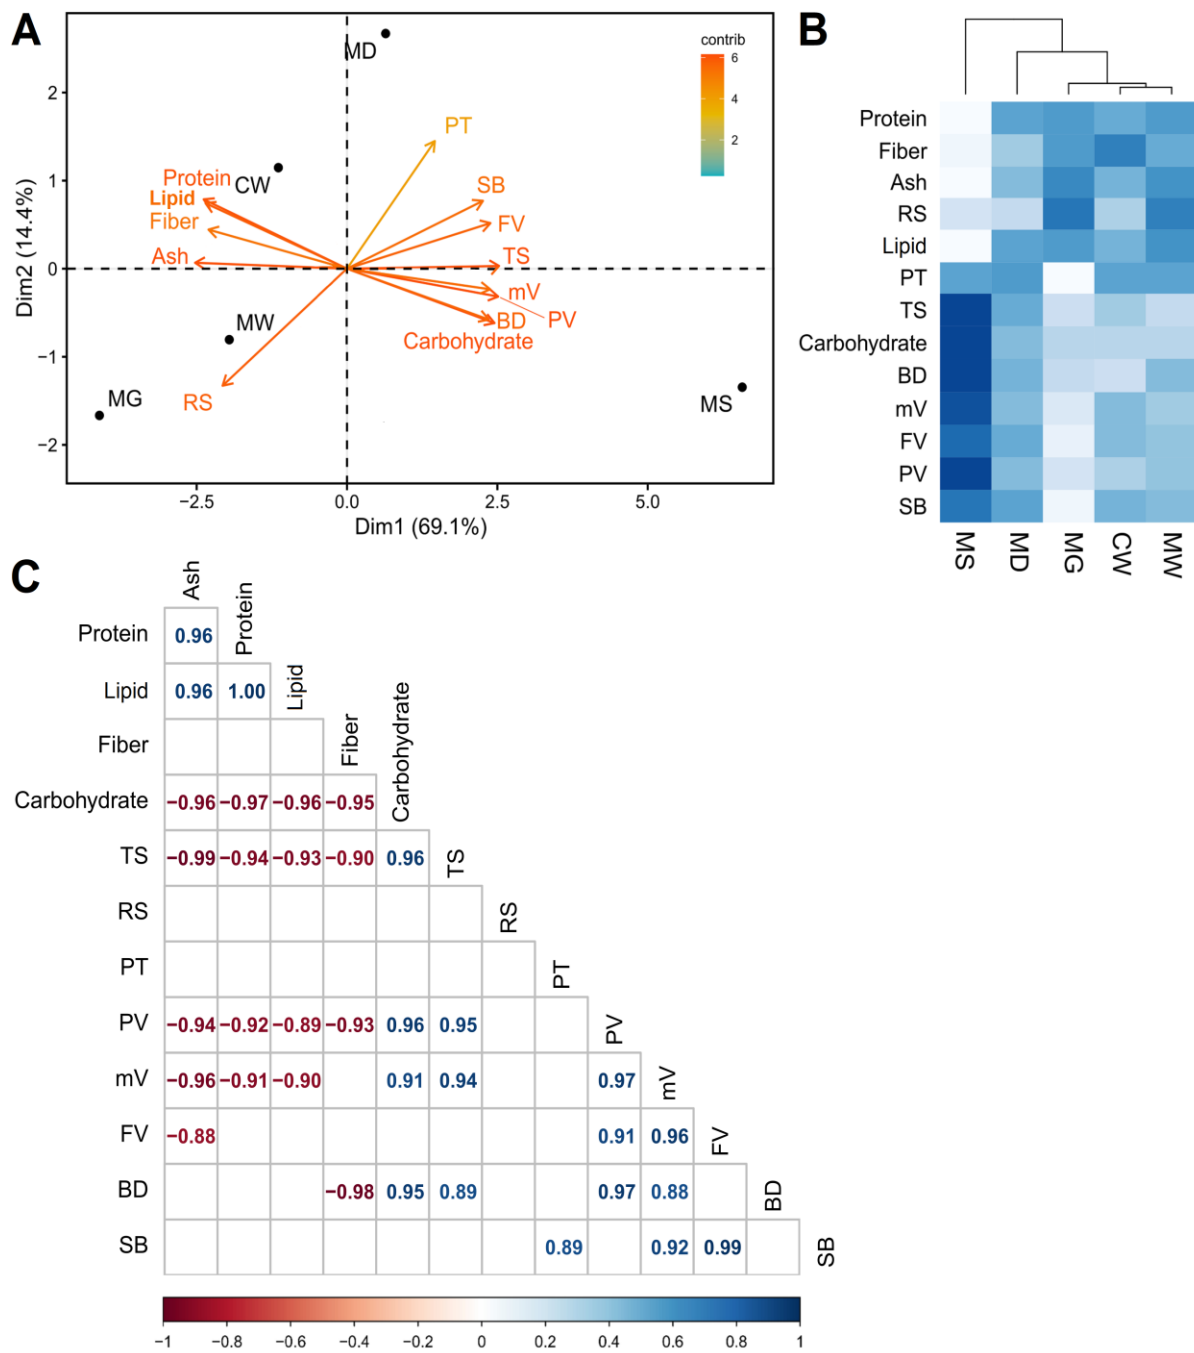 A
MD
contrib
6
4
2
PT
Protein
CW
Lipid
SB
Fiber
FV
Ash
TS
mV
PV
BD
Carbohydrate
MW
RS
MG
MS
2
1
0
−1
−2
Dim2 (14.4%)
−2.5
0.0
2.5
5.0
Dim1 (69.1%)
B
Protein
Fiber
Ash
RS
Lipid
PT
TS
Carbohydrate
BD
mV
FV
PV
SB
MS
MD
MG
CW
MW
C
Ash
Protein 0.96 Protein
Lipid 0.96 1.00 Lipid
Fiber Fiber
Carbohydrate −0.96 −0.97 −0.96 −0.95 Carbohydrate
TS −0.99 −0.94 −0.93 −0.90 0.96 TS
RS RS
PT PT
PV −0.94 −0.92 −0.89 −0.93 0.96 0.95 PV
mV −0.96 −0.91 −0.90 0.91 0.94 0.97 mV
FV −0.88 0.91 0.96 FV
BD −0.98 0.95 0.89 0.97 0.88 BD
SB 0.89 0.92 0.99 SB
−1 −0.8 −0.6 −0.4 −0.2 0 0.2 0.4 0.6 0.8 1